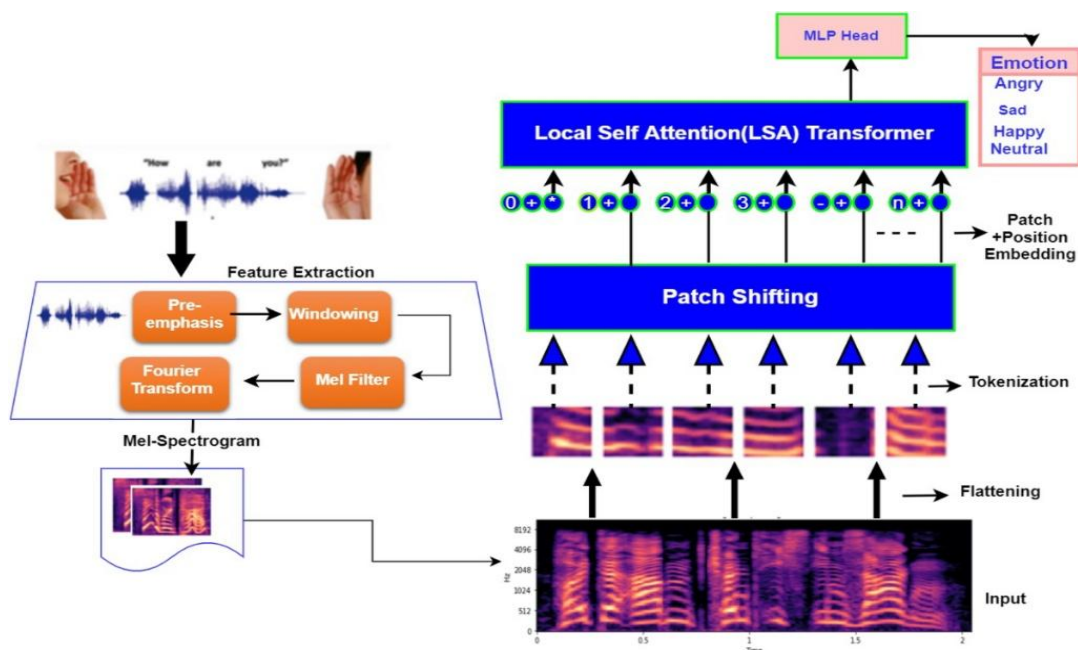 MLP Head
Emotion
Angry
Sad
Happy
Neutral
Local Self Attention(LSA) Transformer
"How are you?"
0 + *
1 +
2 +
3 +
- +
n +
Patch
+Position
Embedding
Feature Extraction
Pre-
emphasis
Windowing
Fourier
Transform
Mel Filter
Patch Shifting
Tokenization
Mel-Spectrogram
Flattening
8192
4096
2048
1024
512
0
Hz
0
0.5
1
1.5
2
Time
Input